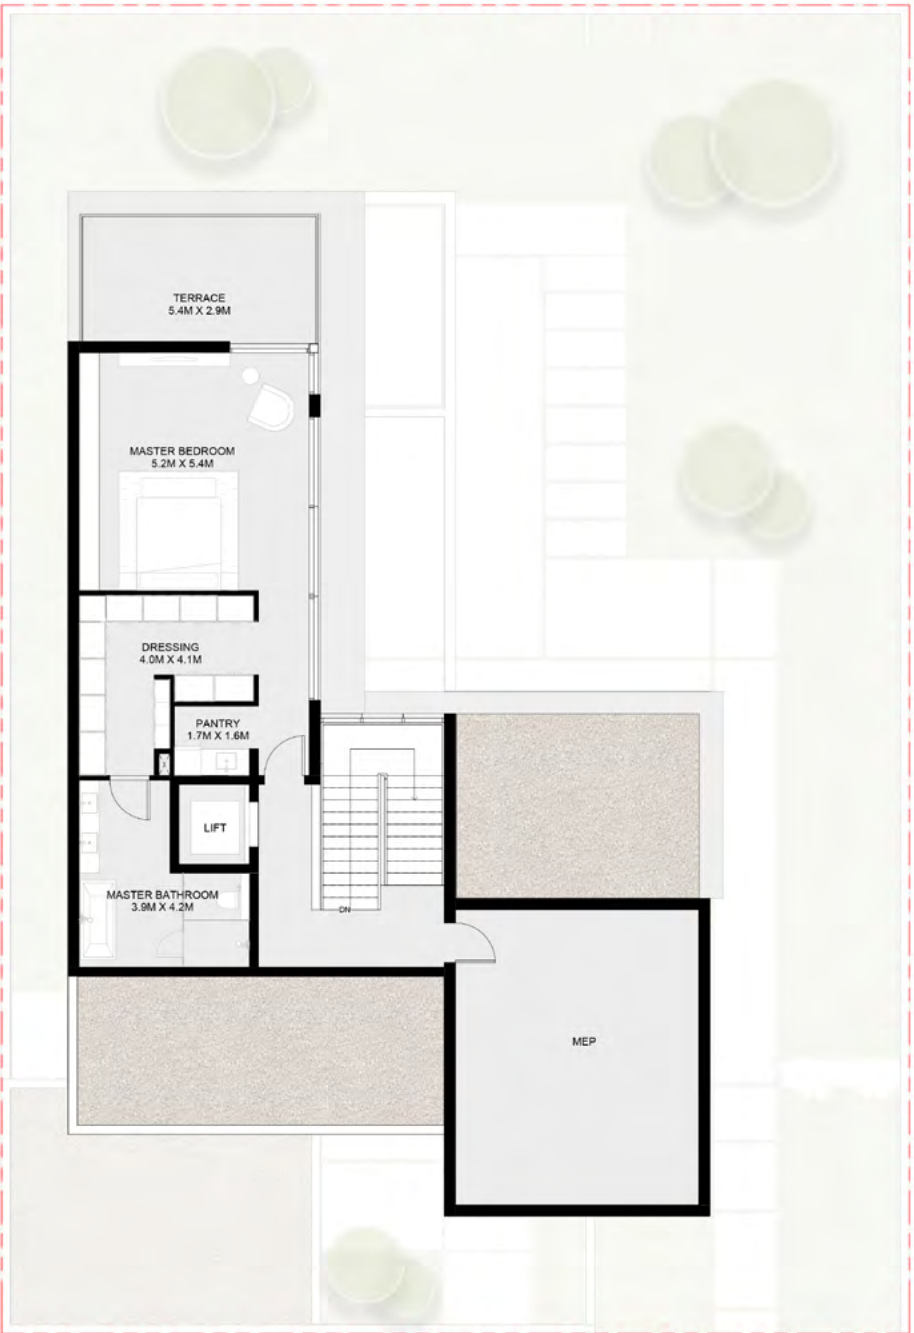 TERRACE
5.4M X 2.9M
MASTER BEDROOM
5.2M X 5.4M
DRESSING
4.0M X 4.1M
PANTRY
1.7M X 1.6M
LIFT
MASTER BATHROOM
3.9M X 4.2M
DN
MEP